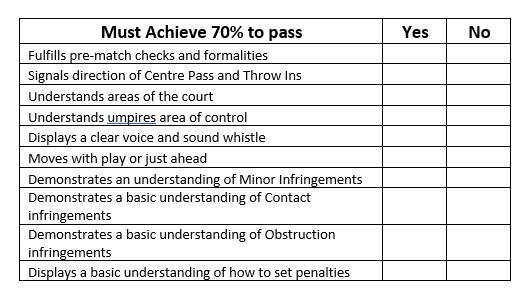 Must Achieve 70% to pass Yes No
Fulfills pre-match checks and formalities
Signals direction of Centre Pass and Throw Ins
Understands areas of the court
Understands umpires area of control
Displays a clear voice and sound whistle
Moves with play or just ahead
Demonstrates an understanding of Minor Infringements
Demonstrates a basic understanding of Contact
infringements
Demonstrates a basic understanding of Obstruction
infringements
Displays a basic understanding of how to set penalties